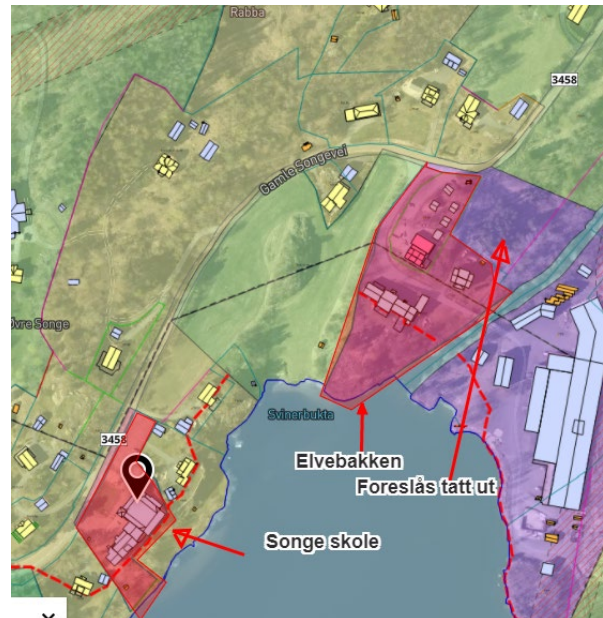 Rabba
3458
Gamle Songevei
Øvre Songe
Svinerbukta
3458
Elvebakken
Foreslås tatt ut
Songe skole